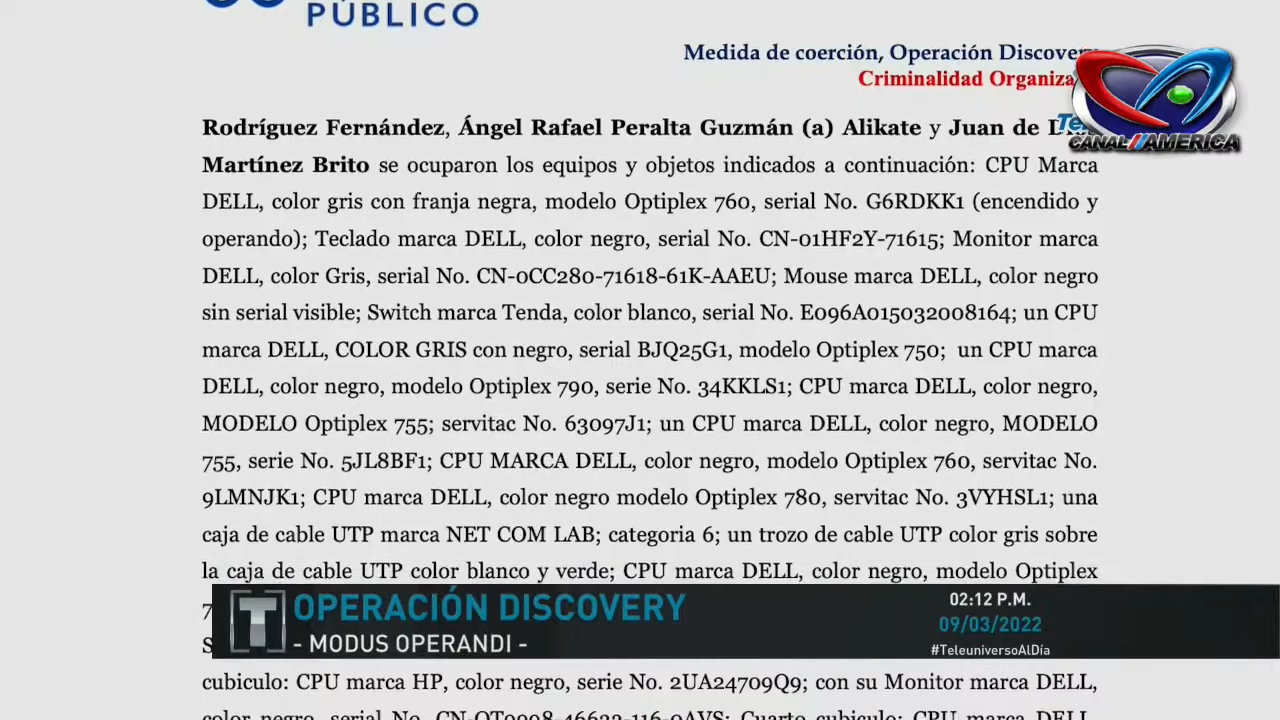 PÚBLICO
Medida de coerción, Operación Discovery
Criminalidad Organiza
CANAL//AMERICA
Rodríguez Fernández, Ángel Rafael Peralta Guzmán (a) Alikate y Juan de
Martínez Brito se ocuparon los equipos y objetos indicados a continuación: CPU Marca
DELL, color gris con franja negra, modelo Optiplex 760, serial No. G6RDKK1 (encendido y
operando); Teclado marca DELL, color negro, serial No. CN-01HF2Y-71615; Monitor marca
DELL, color Gris, serial No. CN-0CC280-71618-61K-AAEU; Mouse marca DELL, color negro
sin serial visible; Switch marca Tenda, color blanco, serial No. E096A015032008164; un CPU
marca DELL, COLOR GRIS con negro, serial BJQ25G1, modelo Optiplex 750; un CPU marca
DELL, color negro, modelo Optiplex 790, serie No. 34KKLS1; CPU marca DELL, color negro,
MODELO Optiplex 755; servitac No. 63097J1; un CPU marca DELL, color negro, MODELO
755, serie No. 5JL8BF1; CPU MARCA DELL, color negro, modelo Optiplex 760, servitac No.
9LMNJK1; CPU marca DELL, color negro modelo Optiplex 780, servitac No. 3VYHSL1; una
caja de cable UTP marca NET COM LAB; categoria 6; un trozo de cable UTP color gris sobre
la caja de cable UTP color blanco y verde; CPU marca DELL, color negro, modelo Optiplex
OPERACIÓN DISCOVERY
- MODUS OPERANDI -
02:12 P.M.
09/03/2022
#TeleuniversoAlDía
cubiculo: CPU marca HP, color negro, serie No. 2UA24709Q9; con su Monitor marca DELL,
color negro, serial No. Cuarto cubiculo: CPU marca DELL,